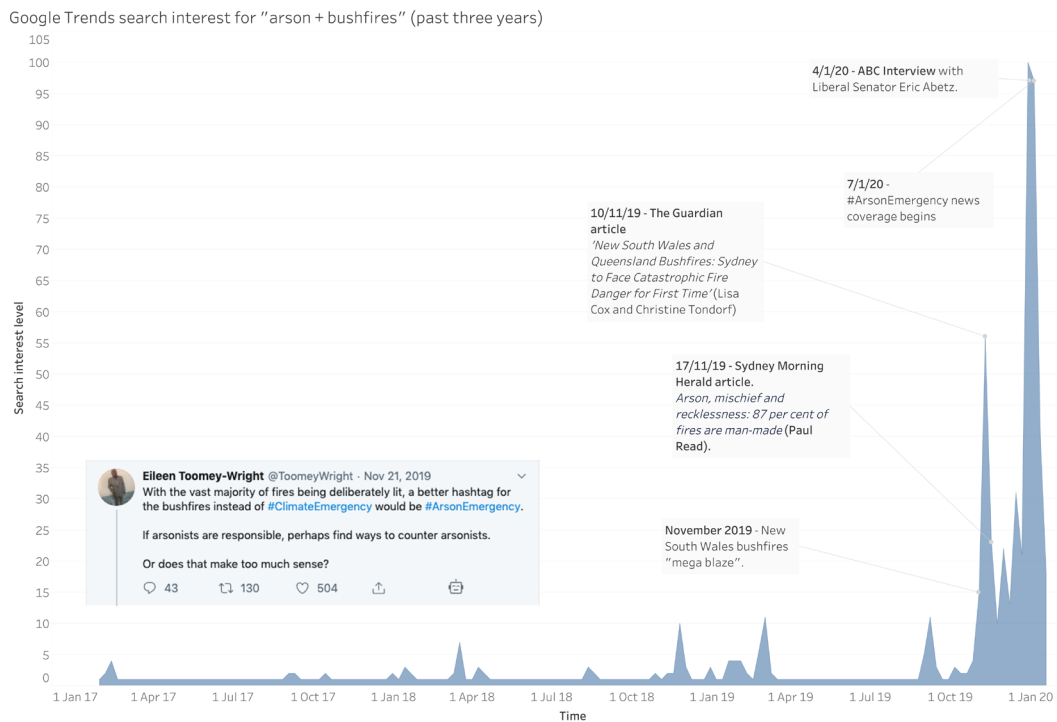 Google Trends search interest for "arson + bushfires" (past three years)
105
100
95
90
85
80
75
70
65
60
55
50
45
40
35
30
25
20
15
10
5
0
Search interest level
4/1/20 - ABC Interview with
Liberal Senator Eric Abetz.
7/1/20 -
#ArsonEmergency news
coverage begins
10/11/19 - The Guardian
article
'New South Wales and
Queensland Bushfires: Sydney
to Face Catastrophic Fire
Danger for First Time' (Lisa
Cox and Christine Tondorf)
17/11/19 - Sydney Morning
Herald article.
Arson, mischief and
recklessness: 87 per cent of
fires are man-made (Paul
Read).
November 2019 - New
South Wales bushfires
"mega blaze".
Eileen Toomey-Wright @ToomeyWright · Nov 21, 2019
With the vast majority of fires being deliberately lit, a better hashtag for
the bushfires instead of #ClimateEmergency would be #ArsonEmergency.
If arsonists are responsible, perhaps find ways to counter arsonists.
Or does that make too much sense?
43 130 504
1 Jan 17 1 Apr 17 1 Jul 17 1 Oct 17 1 Jan 18 1 Apr 18 1 Jul 18 1 Oct 18 1 Jan 19 1 Apr 19 1 Jul 19 1 Oct 19 1 Jan 20
Time